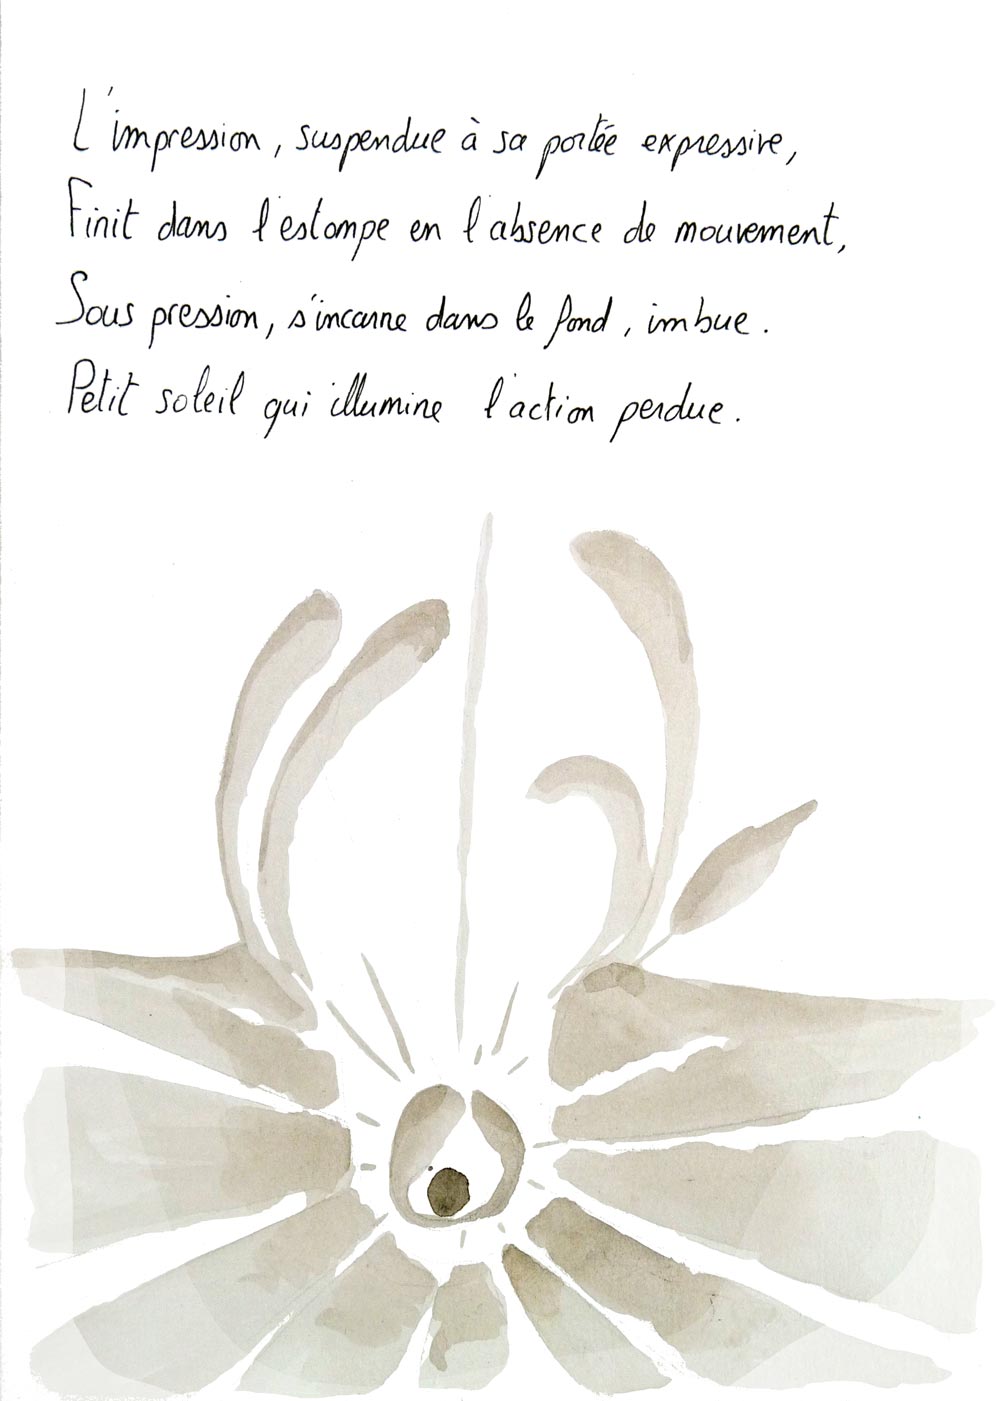 L'impression, suspendue à sa portée expressive,
Finit dans l'estompe en l'absence de mouvement,
Sous pression, s'incarne dans le fond, imbue.
Petit soleil qui illumine l'action perdue.